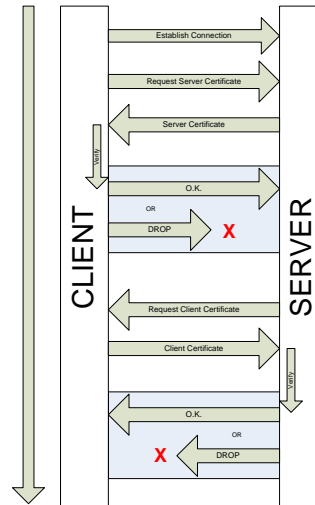 Establish Connection
Request Server Certificate
Server Certificate
Verify
O.K.
OR
DROP
X
CLIENT
SERVER
Request Client Certificate
Client Certificate
Verify
O.K.
OR
X
DROP